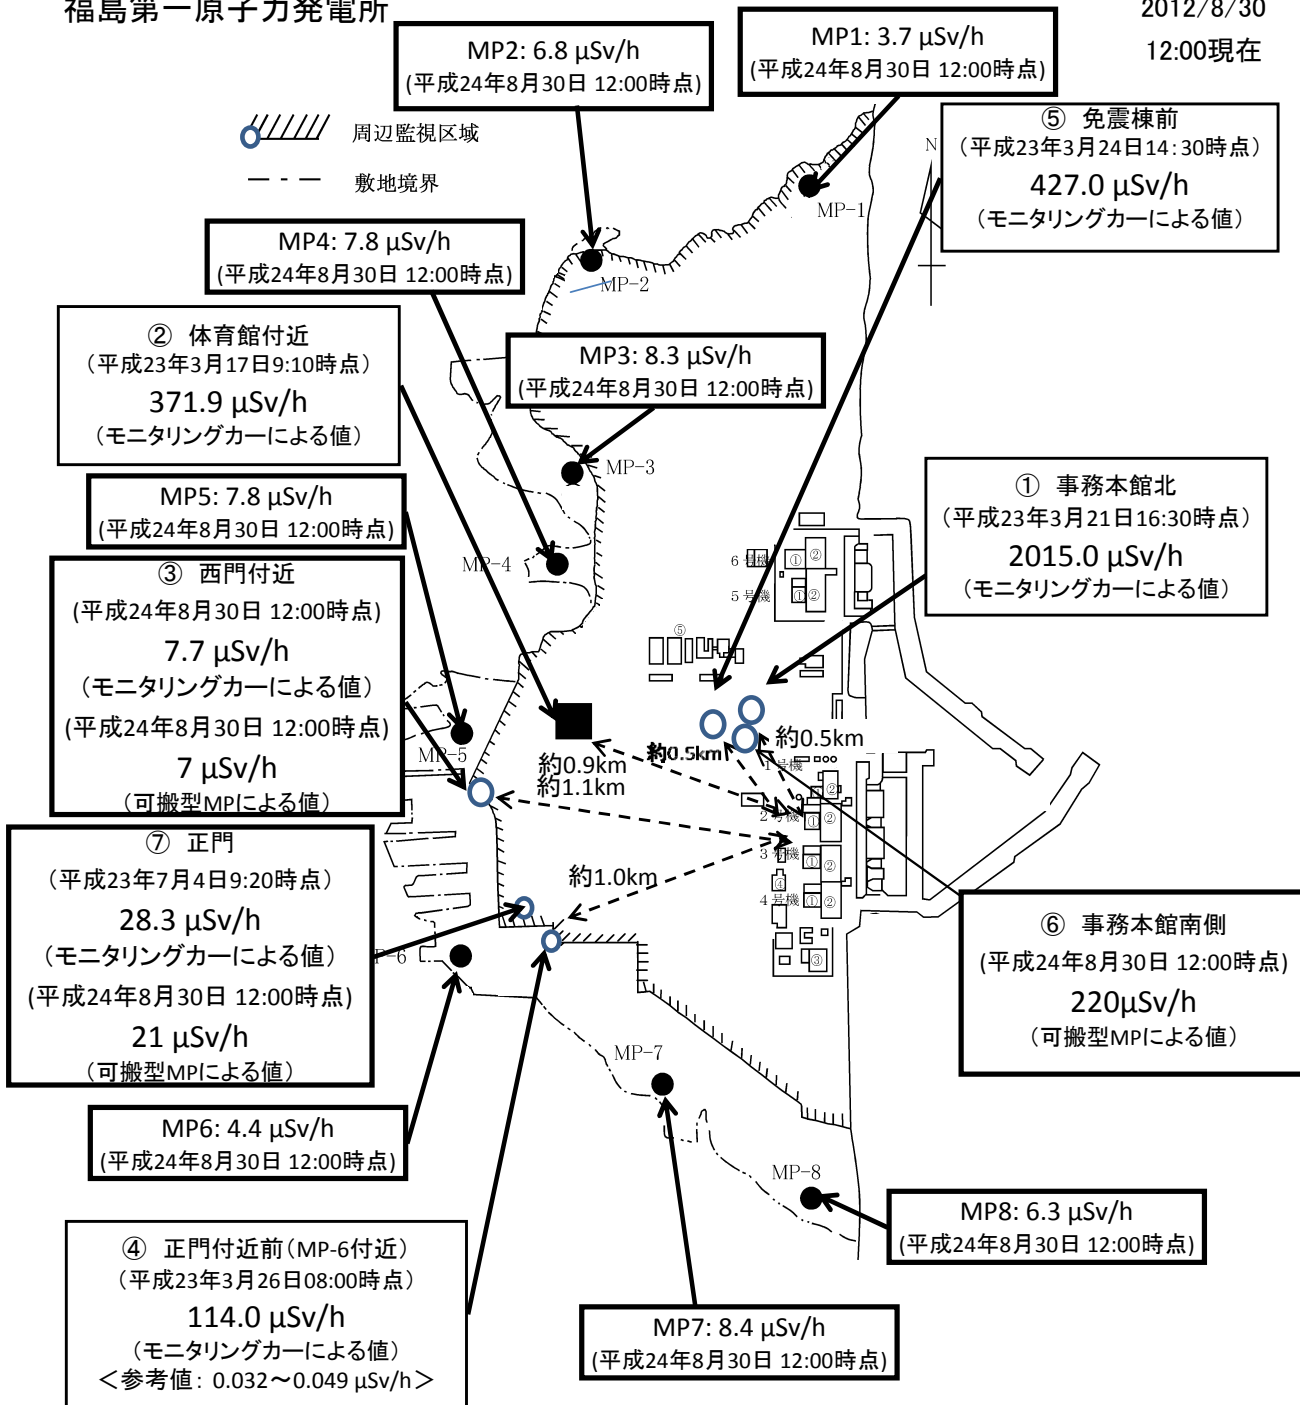 福島第一原子力発電所
2012/8/30
12:00現在
MP2: 6.8 μSv/h
(平成24年8月30日 12:00時点)
MP1: 3.7 μSv/h
(平成24年8月30日 12:00時点)
周辺監視区域
敷地境界
⑤ 免震棟前
（平成23年3月24日14:30時点）
427.0 μSv/h
（モニタリングカーによる値）
N
MP-1
MP4: 7.8 μSv/h
(平成24年8月30日 12:00時点)
MP-2
② 体育館付近
（平成23年3月17日9:10時点）
371.9 μSv/h
（モニタリングカーによる値）
MP3: 8.3 μSv/h
(平成24年8月30日 12:00時点)
MP-3
MP5: 7.8 μSv/h
(平成24年8月30日 12:00時点)
① 事務本館北
（平成23年3月21日16:30時点）
2015.0 μSv/h
（モニタリングカーによる値）
MP-4
6号機
① ②
5号機
① ②
③ 西門付近
(平成24年8月30日 12:00時点)
7.7 μSv/h
（モニタリングカーによる値）
(平成24年8月30日 12:00時点)
7 μSv/h
（可搬型MPによる値）
⑤
MP-5
約0.9km
約1.1km
約0.5km
約0.5km
1号機
②
2号機
① ②
3号機
① ②
④
4号機
① ②
③
約1.0km
⑦ 正門
（平成23年7月4日9:20時点）
28.3 μSv/h
（モニタリングカーによる値）
(平成24年8月30日 12:00時点)
21 μSv/h
（可搬型MPによる値）
P-6
⑥ 事務本館南側
(平成24年8月30日 12:00時点)
220μSv/h
（可搬型MPによる値）
MP-7
MP6: 4.4 μSv/h
(平成24年8月30日 12:00時点)
MP-8
MP8: 6.3 μSv/h
(平成24年8月30日 12:00時点)
④ 正門付近前（MP-6付近）
（平成23年3月26日08:00時点）
114.0 μSv/h
（モニタリングカーによる値）
＜参考値： 0.032～0.049 μSv/h＞
MP7: 8.4 μSv/h
(平成24年8月30日 12:00時点)